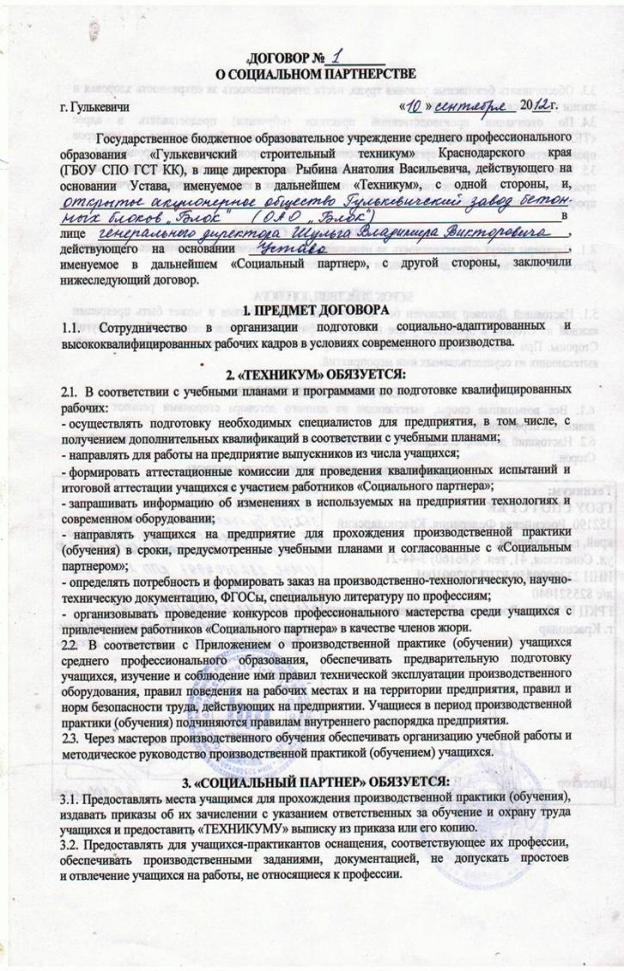 ДОГОВОР № 1
О СОЦИАЛЬНОМ ПАРТНЕРСТВЕ
г. Гулькевичи «10» сентября 2012г.
Государственное бюджетное образовательное учреждение среднего профессионального
образования «Гулькевичский строительный техникум» Краснодарского края
(ГБОУ СПО ГСТ КК), в лице директора Рыбина Анатолия Васильевича, действующего на
основании Устава, именуемое в дальнейшем «Техникум», с одной стороны, и,
открытое акционерное общество Гулькевичский завод бетон-
ных блоков „Блок" (ОАО „Блок") в
лице генерального директора Шульга Владимира Викторовича,
действующего на основании Устава,
именуемое в дальнейшем «Социальный партнер», с другой стороны, заключили
нижеследующий договор.
1. ПРЕДМЕТ ДОГОВОРА
1.1. Сотрудничество в организации подготовки социально-адаптированных и
высококвалифицированных рабочих кадров в условиях современного производства.
2. «ТЕХНИКУМ» ОБЯЗУЕТСЯ:
2.1. В соответствии с учебными планами и программами по подготовке квалифицированных
рабочих:
- осуществлять подготовку необходимых специалистов для предприятия, в том числе, с
получением дополнительных квалификаций в соответствии с учебными планами;
- направлять для работы на предприятие выпускников из числа учащихся;
- формировать аттестационные комиссии для проведения квалификационных испытаний и
итоговой аттестации учащихся с участием работников «Социального партнера»;
- запрашивать информацию об изменениях в используемых на предприятии технологиях и
современном оборудовании;
- направлять учащихся на предприятие для прохождения производственной практики
(обучения) в сроки, предусмотренные учебными планами и согласованные с «Социальным
партнером»;
- определять потребность и формировать заказ на производственно-технологическую, научно-
техническую документацию, ФГОСы, специальную литературу по профессиям;
- организовывать проведение конкурсов профессионального мастерства среди учащихся с
привлечением работников «Социального партнера» в качестве членов жюри.
2.2. В соответствии с Приложением о производственной практике (обучении) учащихся
среднего профессионального образования, обеспечивать предварительную подготовку
учащихся, изучение и соблюдение ими правил технической эксплуатации производственного
оборудования, правил поведения на рабочих местах и на территории предприятия, правил и
норм безопасности труда, действующих на предприятии. Учащиеся в период производственной
практики (обучения) подчиняются правилам внутреннего распорядка предприятия.
2.3. Через мастеров производственного обучения обеспечивать организацию учебной работы и
методическое руководство производственной практикой (обучением) учащихся.
3. «СОЦИАЛЬНЫЙ ПАРТНЕР» ОБЯЗУЕТСЯ:
3.1. Предоставлять места учащимся для прохождения производственной практики (обучения),
издавать приказы об их зачислении с указанием ответственных за обучение и охрану труда
учащихся и предоставить «ТЕХНИКУМУ» выписку из приказа или его копию.
3.2. Предоставлять для учащихся-практикантов оснащения, соответствующее их профессии,
обеспечивать производственными заданиями, документацией, не допускать простоев
и отвлечение учащихся на работы, не относящиеся к профессии.